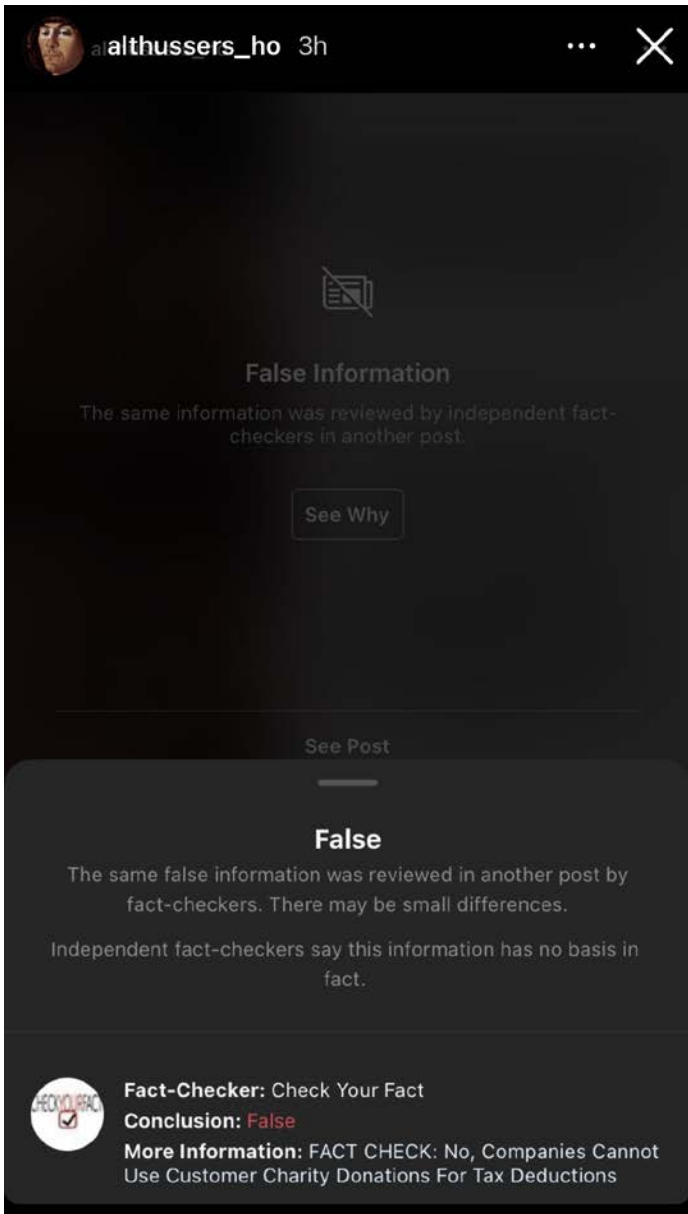 althussers_ho 3h
False Information
The same information was reviewed by independent fact-
checkers in another post.
See Why
See Post
False
The same false information was reviewed in another post by
fact-checkers. There may be small differences.
Independent fact-checkers say this information has no basis in
fact.
CHECKYOURFACT
Fact-Checker: Check Your Fact
Conclusion: False
More Information: FACT CHECK: No, Companies Cannot
Use Customer Charity Donations For Tax Deductions